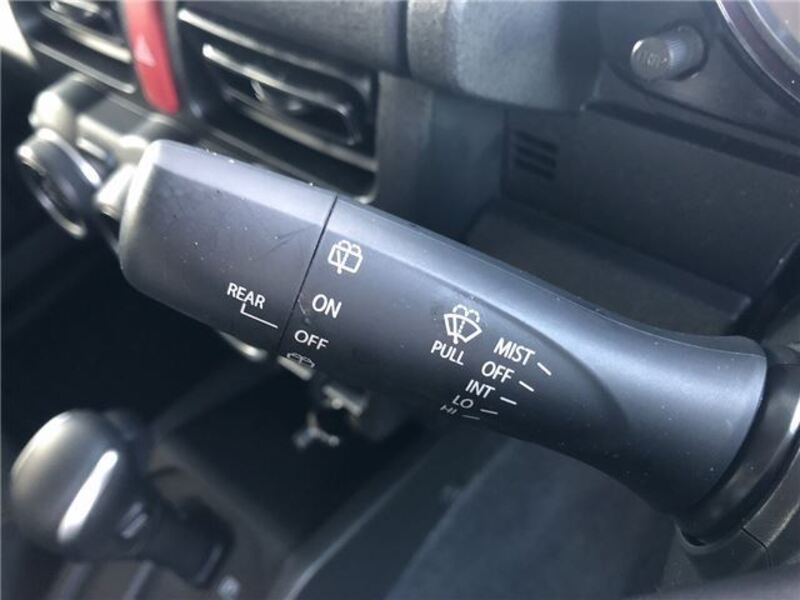 REAR
ON
OFF
PULL
MIST
OFF
INT
LO
HI